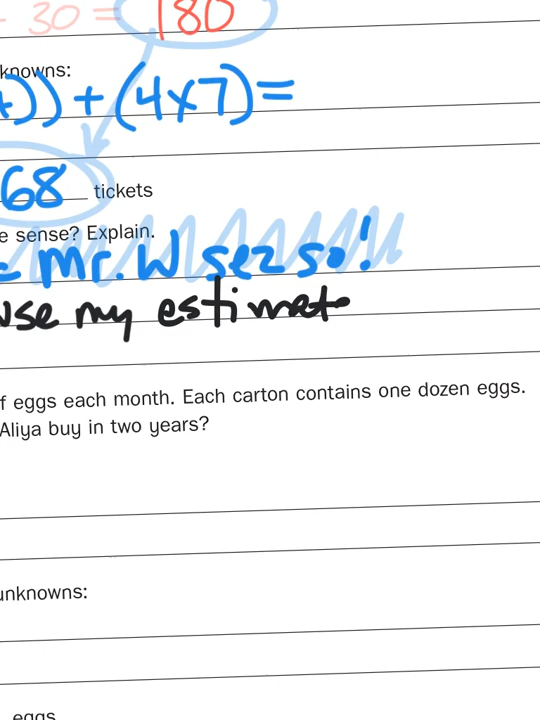 - 30 = 180
knowns:
)) + (4x7) =
68 tickets
e sense? Explain.
= Mr. W sez so!
use my estimate
f eggs each month. Each carton contains one dozen eggs.
Aliya buy in two years?
unknowns:
eggs